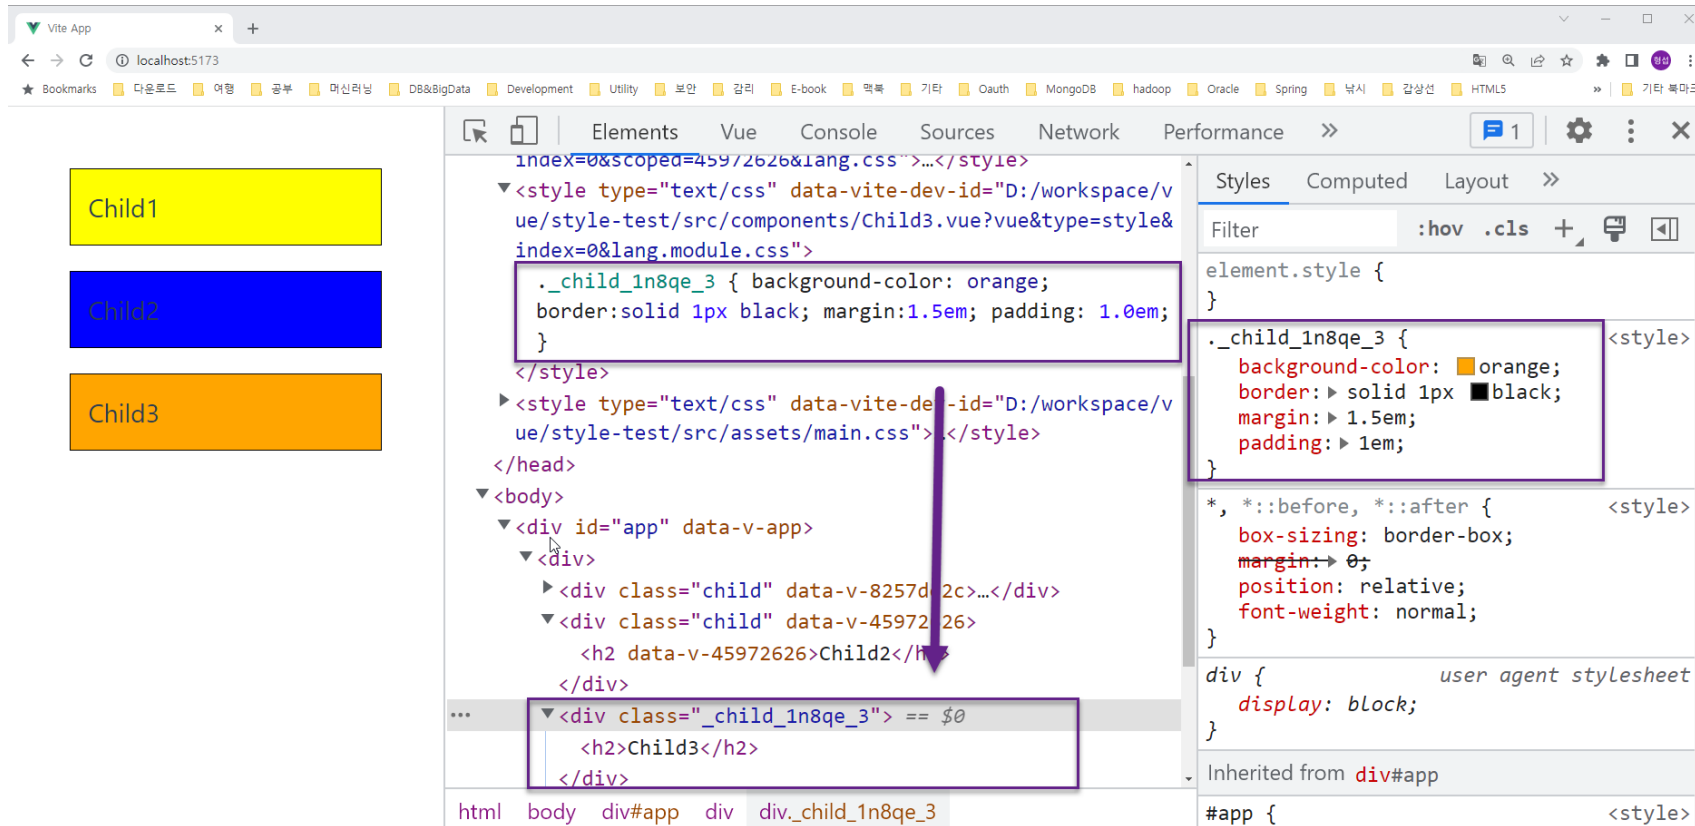 Vite App
localhost:5173
형섭
Bookmarks 다운로드 여행 공부 머신러닝 DB&BigData Development Utility 보안 감리 E-book 맥북 기타 Oauth MongoDB hadoop Oracle Spring 낚시 갑상선 HTML5 » 기타 북마크
Child1
Child2
Child3
Elements Vue Console Sources Network Performance » 1
index=0&scoped=45972626&lang.css">…</style>
<style type="text/css" data-vite-dev-id="D:/workspace/v
ue/style-test/src/components/Child3.vue?vue&type=style&
index=0&lang.module.css">
._child_1n8qe_3 { background-color: orange;
border:solid 1px black; margin:1.5em; padding: 1.0em;
}
</style>
<style type="text/css" data-vite-dev-id="D:/workspace/v
ue/style-test/src/assets/main.css">…</style>
</head>
<body>
<div id="app" data-v-app>
<div>
<div class="child" data-v-8257d 2c>…</div>
<div class="child" data-v-45972626>
<h2 data-v-45972626>Child2</h2>
</div>
<div class="_child_1n8qe_3"> == $0
<h2>Child3</h2>
</div>
html body div#app div div._child_1n8qe_3
Styles Computed Layout »
Filter :hov .cls +
element.style {
}
._child_1n8qe_3 { <style>
background-color: orange;
border: solid 1px black;
margin: 1.5em;
padding: 1em;
}
*, *::before, *::after { <style>
box-sizing: border-box;
margin: 0;
position: relative;
font-weight: normal;
}
div { user agent stylesheet
display: block;
}
Inherited from div#app
#app { <style>